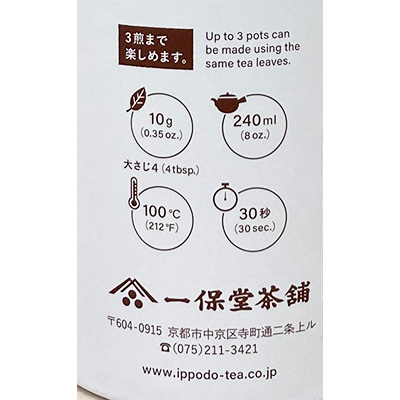 3煎まで
楽しめます。
Up to 3 pots can
be made using the
same tea leaves.
10g
(0.35 oz.)
大さじ4 (4tbsp.)
240ml
(8 oz.)
100℃
(212℉)
30秒
(30 sec.)
一保堂茶舗
〒604-0915 京都市中京区寺町通二条上ル
☎(075)211-3421
www.ippodo-tea.co.jp